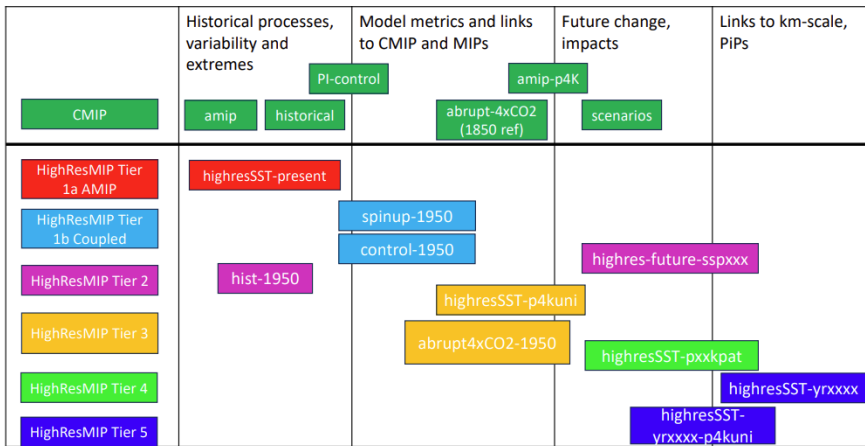 Historical processes,
variability and
extremes
Model metrics and links
to CMIP and MIPs
Future change,
impacts
Links to km-scale,
PiPs
PI-control
amip-p4K
CMIP
amip
historical
abrupt-4xCO2
(1850 ref)
scenarios
HighResMIP Tier
1a AMIP
highresSST-present
HighResMIP Tier
1b Coupled
spinup-1950
control-1950
highres-future-sspxxx
HighResMIP Tier 2
hist-1950
highresSST-p4kuni
HighResMIP Tier 3
abrupt4xCO2-1950
highresSST-pxxkpat
HighResMIP Tier 4
highresSST-yrxxxx
HighResMIP Tier 5
highresSST-
yrxxxx-p4kuni